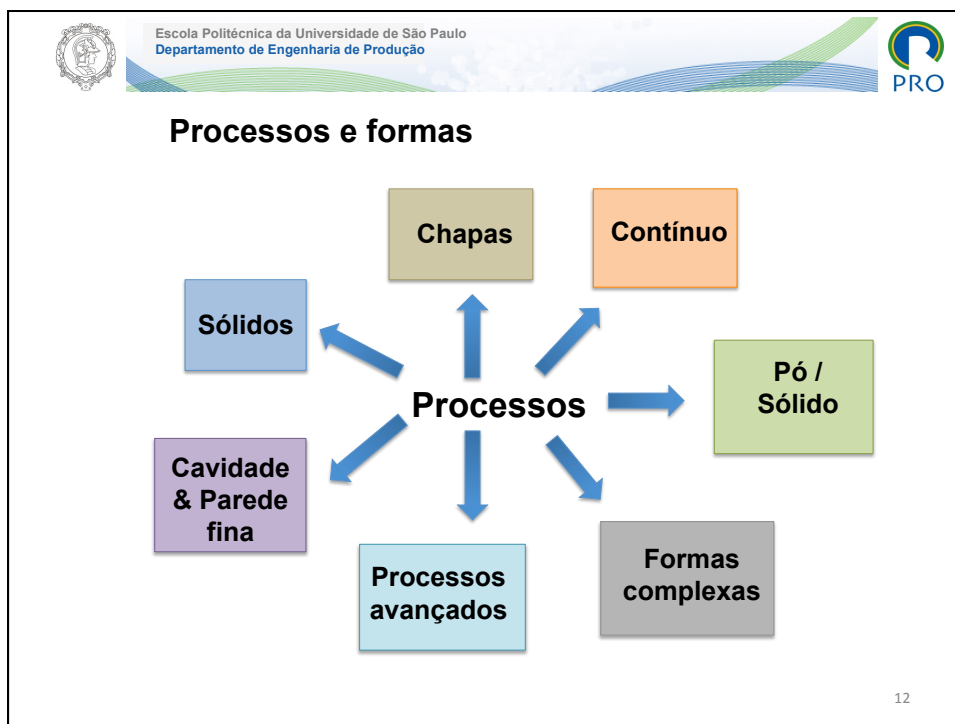 Escola Politécnica da Universidade de São Paulo
Departamento de Engenharia de Produção
PRO
Processos e formas
Chapas
Contínuo
Sólidos
Pó /
Sólido
Processos
Cavidade
& Parede
fina
Processos
avançados
Formas
complexas
12